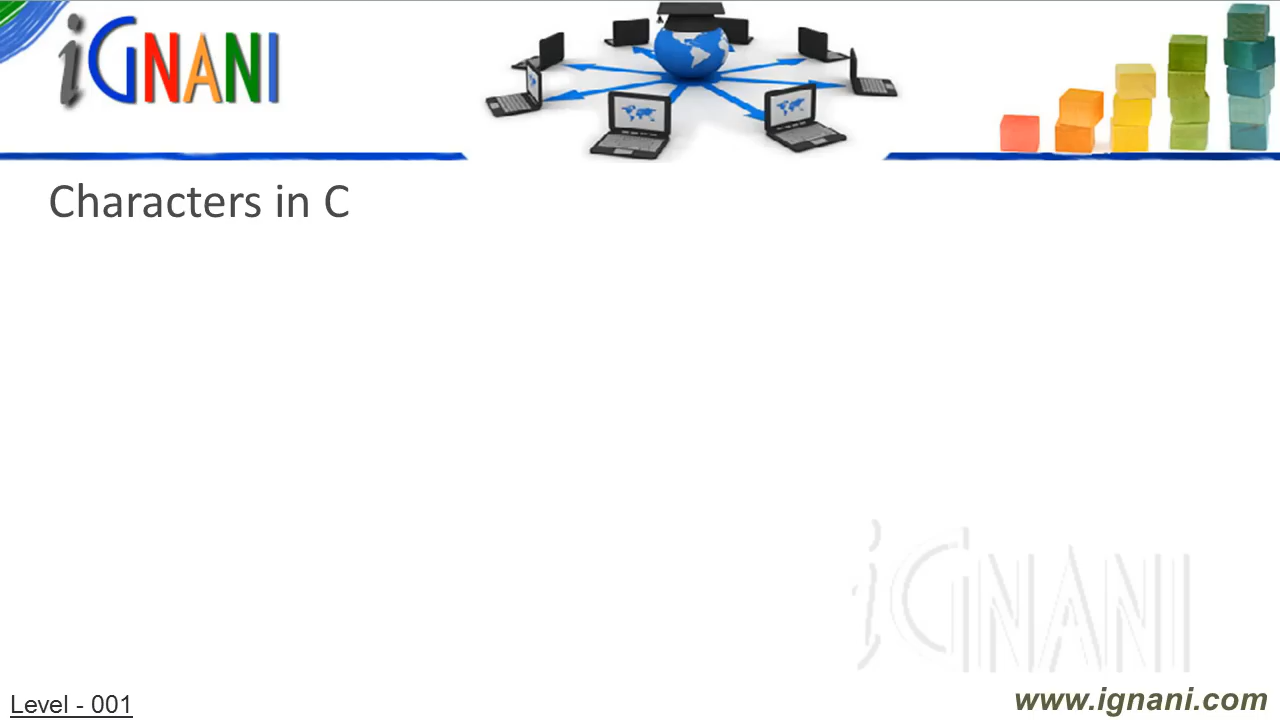 iGNANI
Characters in C
iGNANI
Level - 001
www.ignani.com